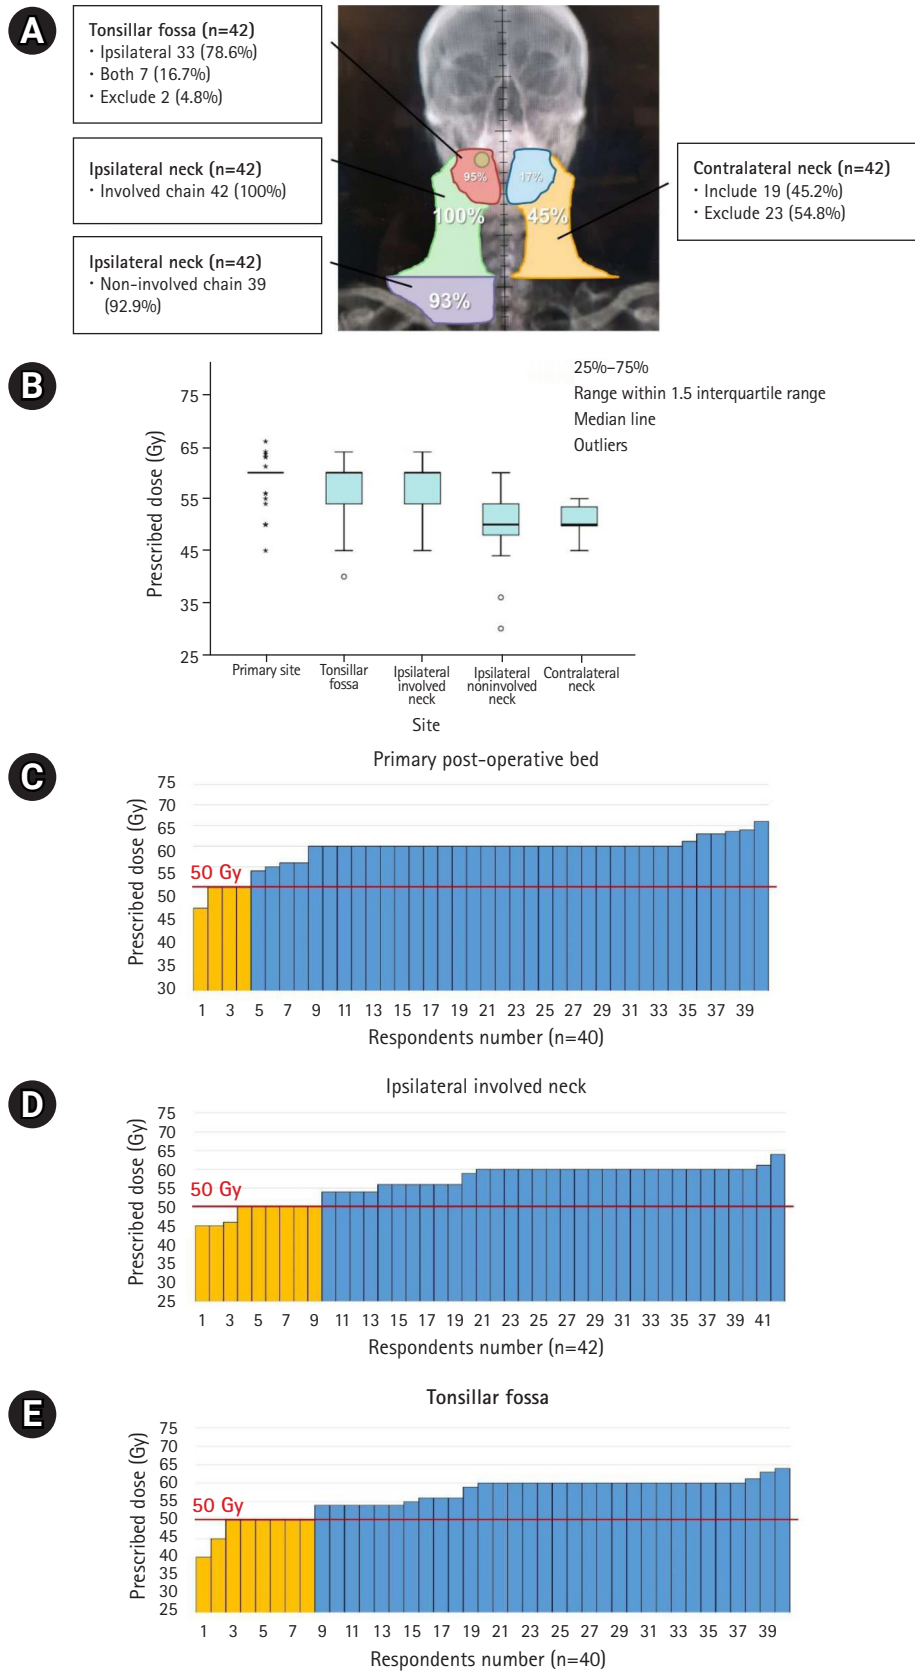 A
Tonsillar fossa (n=42)
· Ipsilateral 33 (78.6%)
· Both 7 (16.7%)
· Exclude 2 (4.8%)
Ipsilateral neck (n=42)
· Involved chain 42 (100%)
Ipsilateral neck (n=42)
· Non-involved chain 39
(92.9%)
95%
17%
100%
45%
93%
Contralateral neck (n=42)
· Include 19 (45.2%)
· Exclude 23 (54.8%)
B
25%–75%
Range within 1.5 interquartile range
Median line
Outliers
Prescribed dose (Gy)
75
65
55
45
35
25
Primary site
Tonsillar
fossa
Ipsilateral
involved
neck
Ipsilateral
noninvolved
neck
Contralateral
neck
Site
C
Primary post-operative bed
Prescribed dose (Gy)
75
70
65
60
55
50
45
40
35
30
50 Gy
1 3 5 7 9 11 13 15 17 19 21 23 25 27 29 31 33 35 37 39
Respondents number (n=40)
D
Ipsilateral involved neck
Prescribed dose (Gy)
75
70
65
60
55
50
45
40
35
30
25
50 Gy
1 3 5 7 9 11 13 15 17 19 21 23 25 27 29 31 33 35 37 39 41
Respondents number (n=42)
E
Tonsillar fossa
Prescribed dose (Gy)
75
70
65
60
55
50
45
40
35
30
25
50 Gy
1 3 5 7 9 11 13 15 17 19 21 23 25 27 29 31 33 35 37 39
Respondents number (n=40)